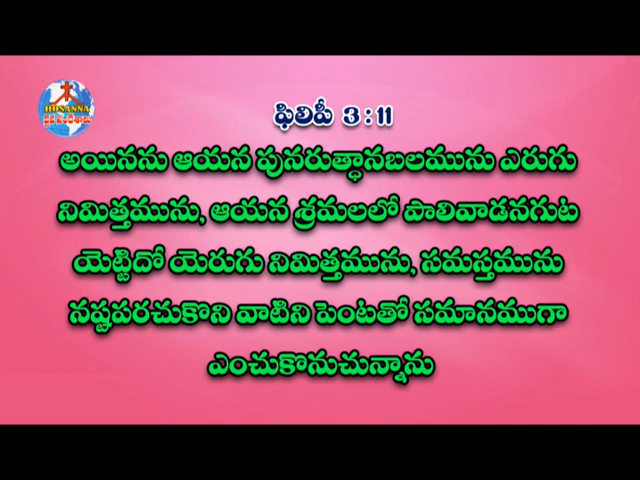 HOSANNA
దైవ సందేశాలు
ఫిలిపీ 3:11
అయినను ఆయన పునరుత్థానబలమును ఎరుగు
నిమిత్తమును, ఆయన శ్రమలలో పాలివాడనగుట
యెట్టిదో యెరుగు నిమిత్తమును, సమస్తమును
నష్టపరచుకొని వాటిని పెంటతో సమానముగా
ఎంచుకొనుచున్నాను